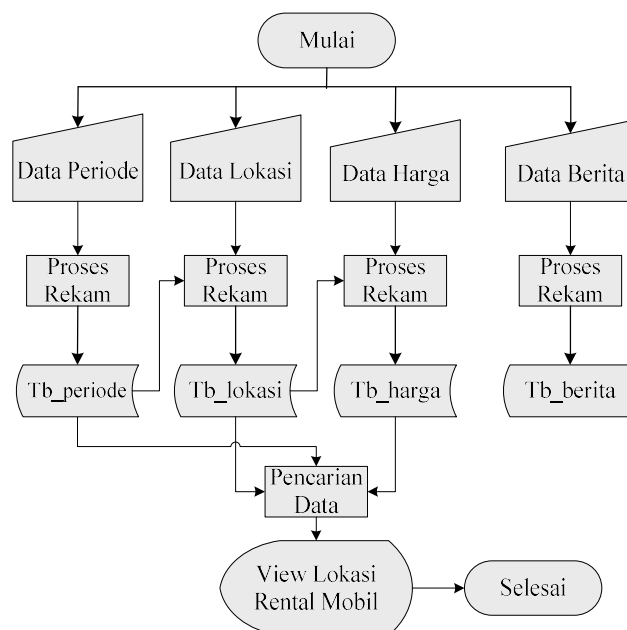 Mulai
Data Periode
Data Lokasi
Data Harga
Data Berita
Proses
Rekam
Proses
Rekam
Proses
Rekam
Proses
Rekam
Tb_periode
Tb_lokasi
Tb_harga
Tb_berita
Pencarian
Data
View Lokasi
Rental Mobil
Selesai